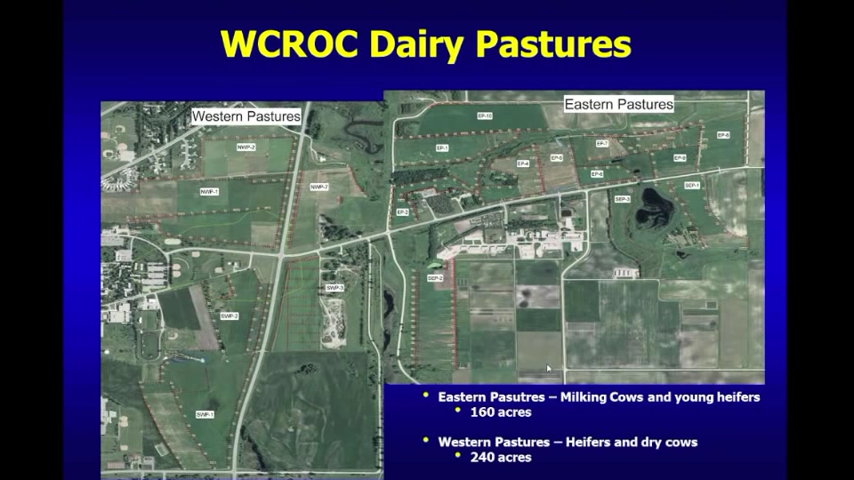 WCROC Dairy Pastures
Western Pastures
NWP-2
NWP-1
NWP-7
SWP-3
SWP-2
SWP-1
Eastern Pastures
EP-10
EP-1
EP-7
EP-8
EP-4
EP-5
EP-6
EP-2
SEP-1
SEP-3
SEP-2
• Eastern Pasutres – Milking Cows and young heifers
• 160 acres
• Western Pastures – Heifers and dry cows
• 240 acres